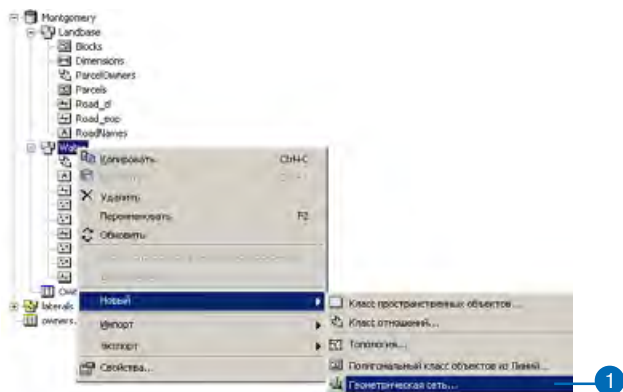 Montgomery
Landbase
Blocks
Dimensions
ParcelOwners
Parcels
Road_cl
Road_eop
RoadNames
Water
Копировать Ctrl+C
Удалить
Переименовать F2
Обновить
Own
laterals
owners.
Новый
Импорт
Экспорт
Свойства...
Класс пространственных объектов...
Класс отношений...
Топология...
Полигональный класс объектов из Линий...
Геометрическая сеть...
1